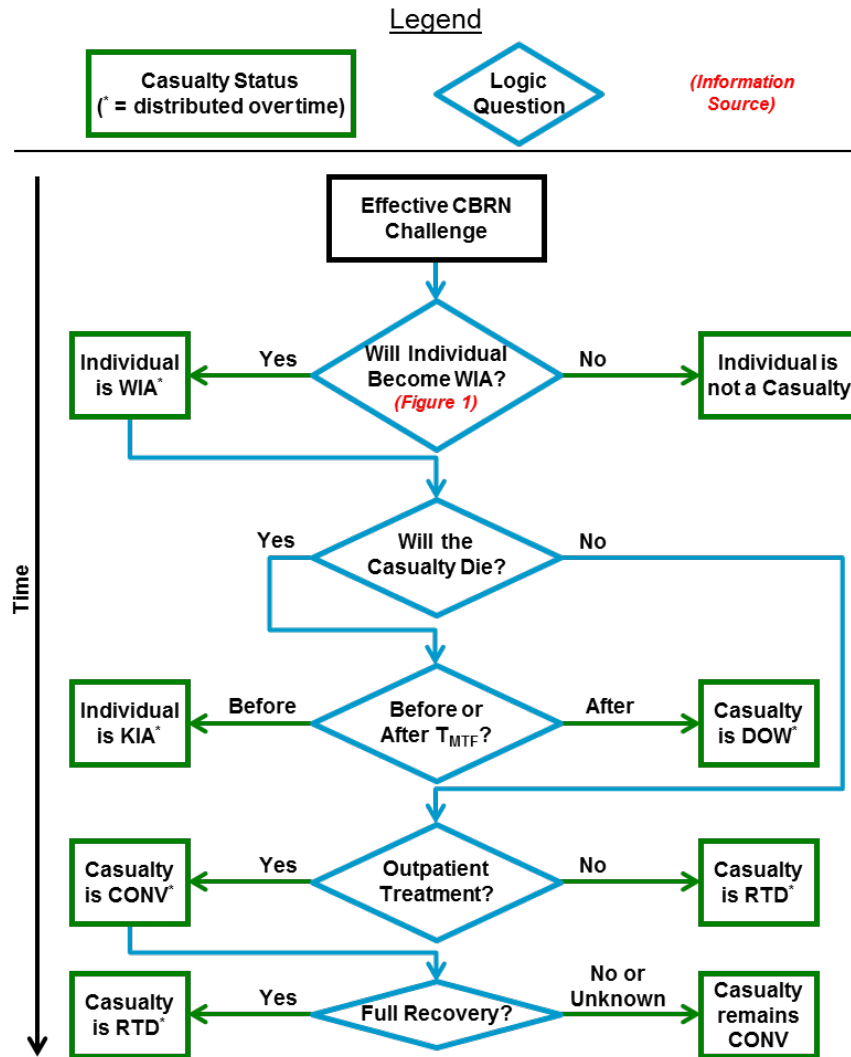 Legend
Casualty Status
(* = distributed overtime)
Logic
Question
(Information
Source)
Time
Effective CBRN
Challenge
Individual
is WIA*
Yes
Will Individual
Become WIA?
(Figure 1)
No
Individual is
not a Casualty
Yes
Will the
Casualty Die?
No
Individual
is KIA*
Before
Before or
After TMTF?
After
Casualty
is DOW*
Casualty
is CONV*
Yes
Outpatient
Treatment?
No
Casualty
is RTD*
Casualty
is RTD*
Yes
Full Recovery?
No or
Unknown
Casualty
remains
CONV